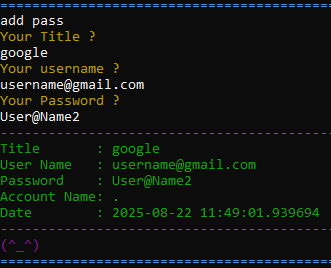 add pass
Your Title ?
google
Your username ?
username@gmail.com
Your Password ?
User@Name2
Title       : google
User Name   : username@gmail.com
Password    : User@Name2
Account Name: .
Date        : 2025-08-22 11:49:01.939694
(^_^)